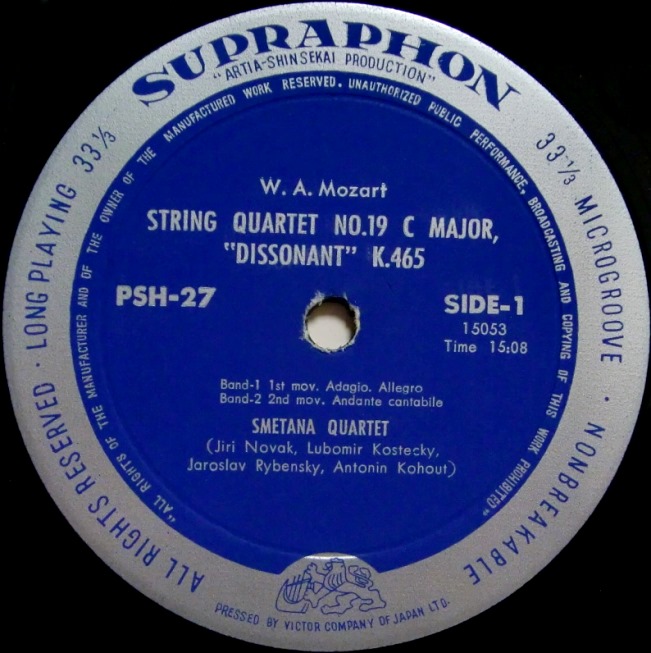 SUPRAPHON
"ARTIA-SHINSEKAI PRODUCTION"
"ALL RIGHTS OF THE MANUFACTURER AND OF THE OWNER OF THE MANUFACTURED WORK RESERVED. UNAUTHORIZED PUBLIC PERFORMANCE, BROADCASTING AND COPYING OF THIS WORK PROHIBITED"
ALL RIGHTS RESERVED · LONG PLAYING 33⅓
33-⅓ MICROGROOVE · NONBREAKABLE
W. A. Mozart
STRING QUARTET NO.19 C MAJOR,
"DISSONANT" K.465
PSH-27
SIDE-1
15053
Time 15:08
Band-1 1st mov. Adagio. Allegro
Band-2 2nd mov. Andante cantabile
SMETANA QUARTET
(Jiri Novak, Lubomir Kostecky,
Jaroslav Rybensky, Antonin Kohout)
PRESSED BY VICTOR COMPANY OF JAPAN LTD.